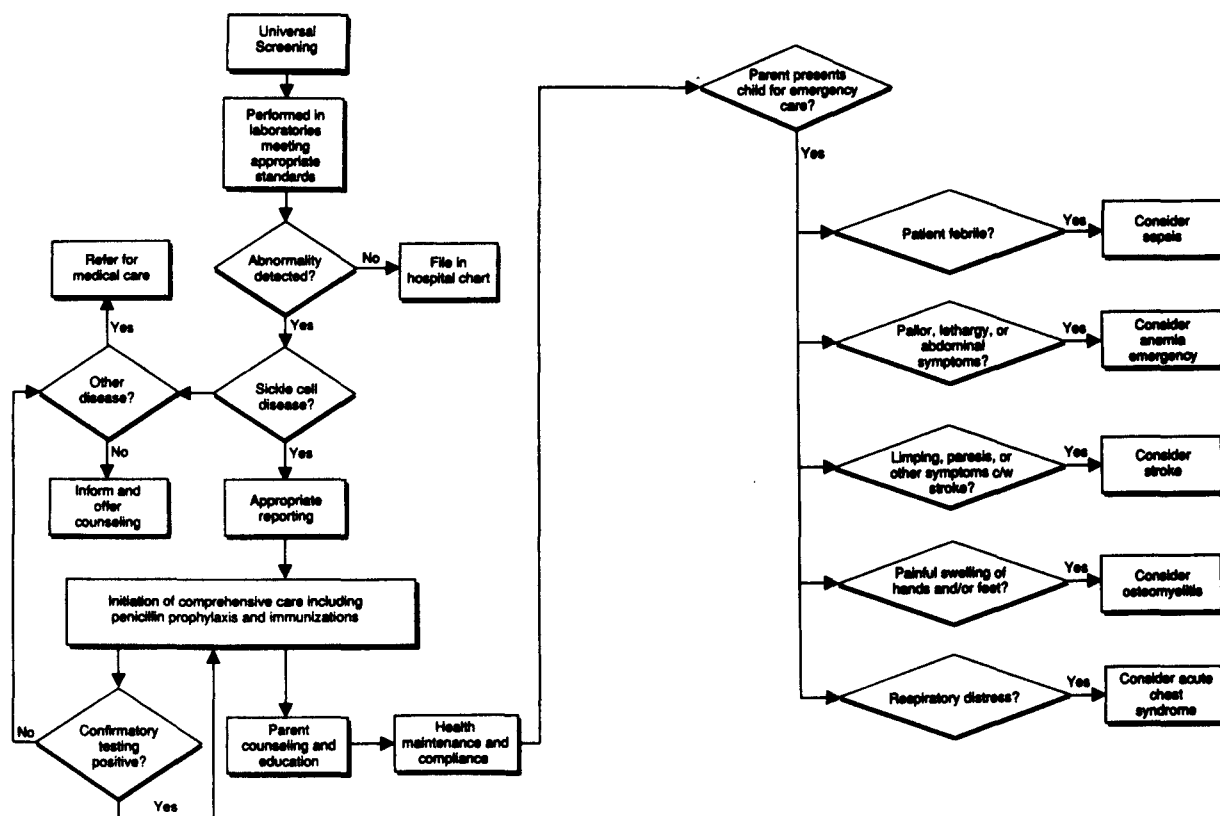 Universal
Screening
Performed in
laboratories
meeting
appropriate
standards
Abnormality
detected?
No
File in
hospital chart
Yes
Sickle cell
disease?
Other
disease?
Yes
Refer for
medical care
No
Inform and
offer
counseling
Yes
Appropriate
reporting
Initiation of comprehensive care including
penicillin prophylaxis and immunizations
Confirmatory
testing
positive?
No
Yes
Parent
counseling and
education
Health
maintenance and
compliance
Parent presents
child for emergency
care?
Yes
Patient febrile?
Yes
Consider
sepsis
Pallor, lethargy, or
abdominal
symptoms?
Yes
Consider
anemia
emergency
Limping, paresis, or
other symptoms c/w
stroke?
Yes
Consider
stroke
Painful swelling of
hands and/or feet?
Yes
Consider
osteomyelitis
Respiratory distress?
Yes
Consider acute
chest
syndrome